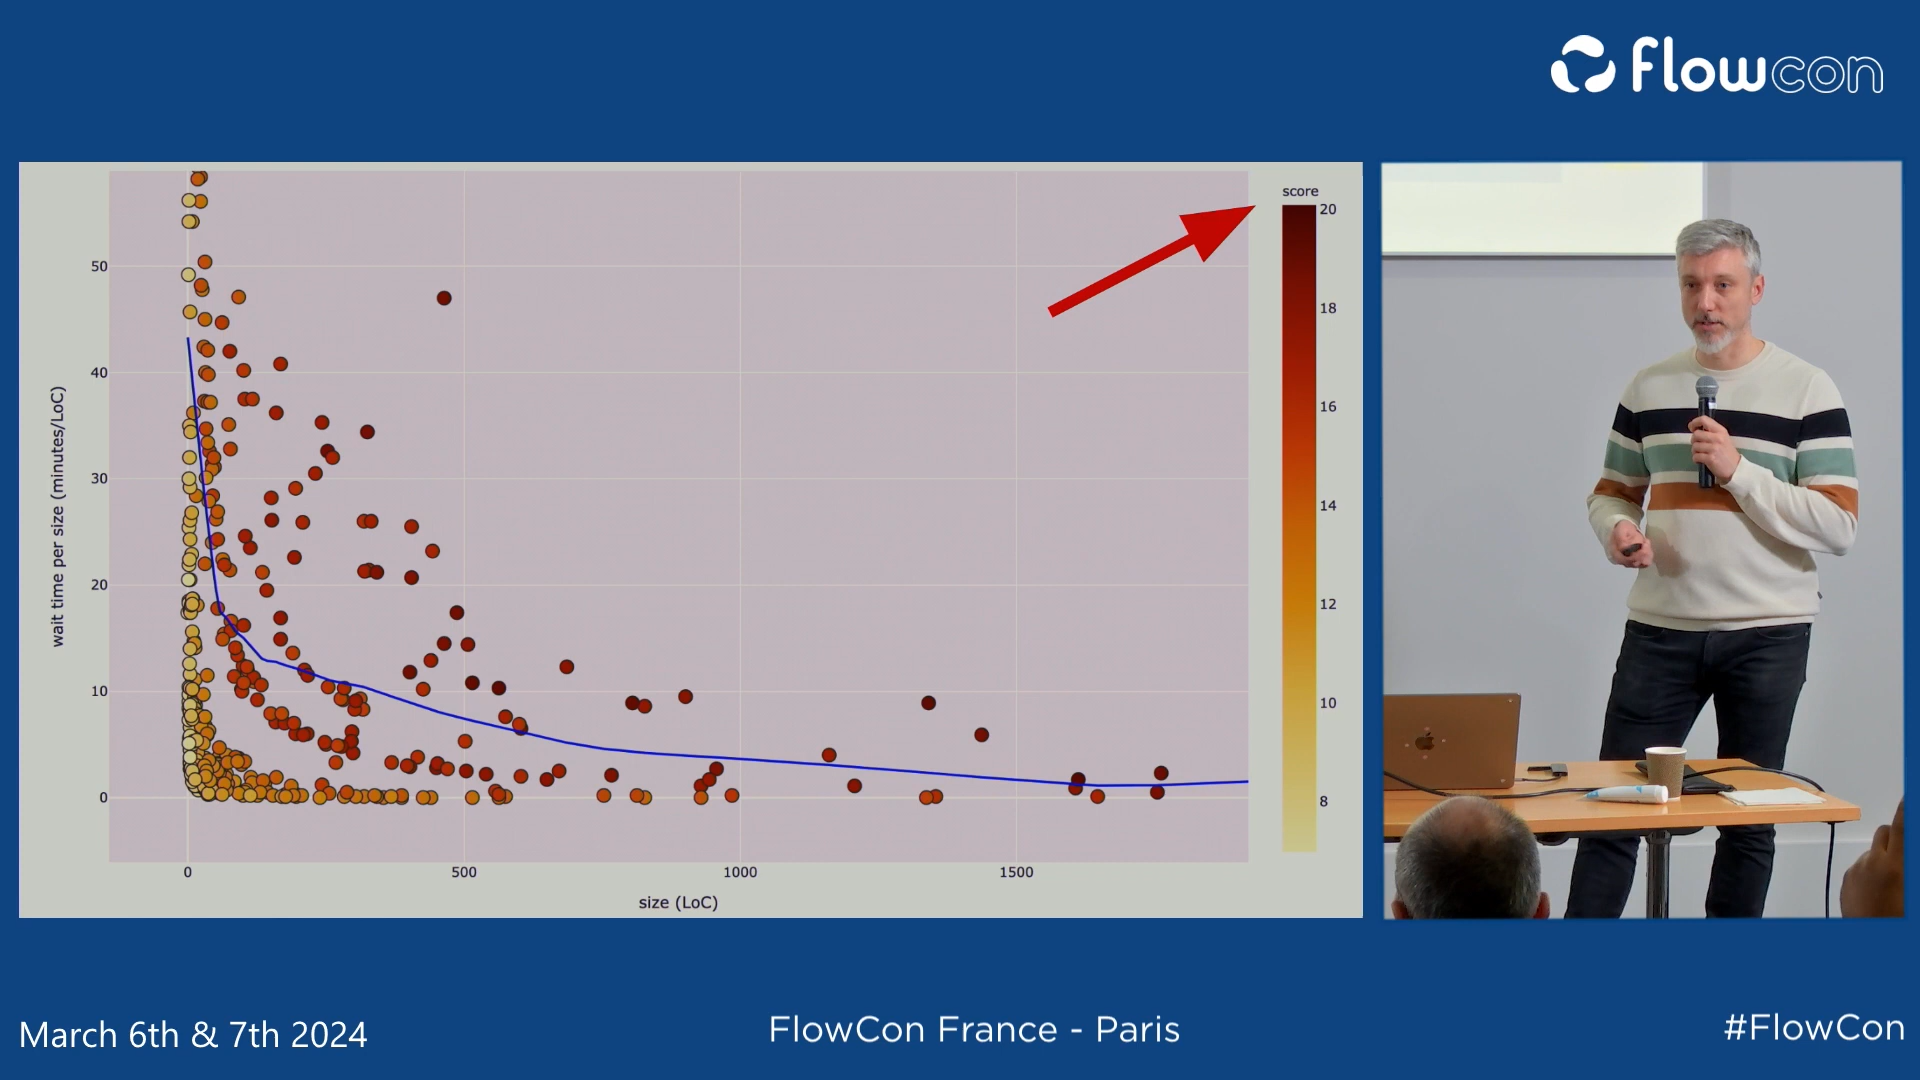 flowcon
score
20
18
16
14
12
10
8
50
40
30
20
10
0
wait time per size (minutes/LoC)
0
500
1000
1500
size (LoC)
March 6th & 7th 2024
FlowCon France - Paris
#FlowCon